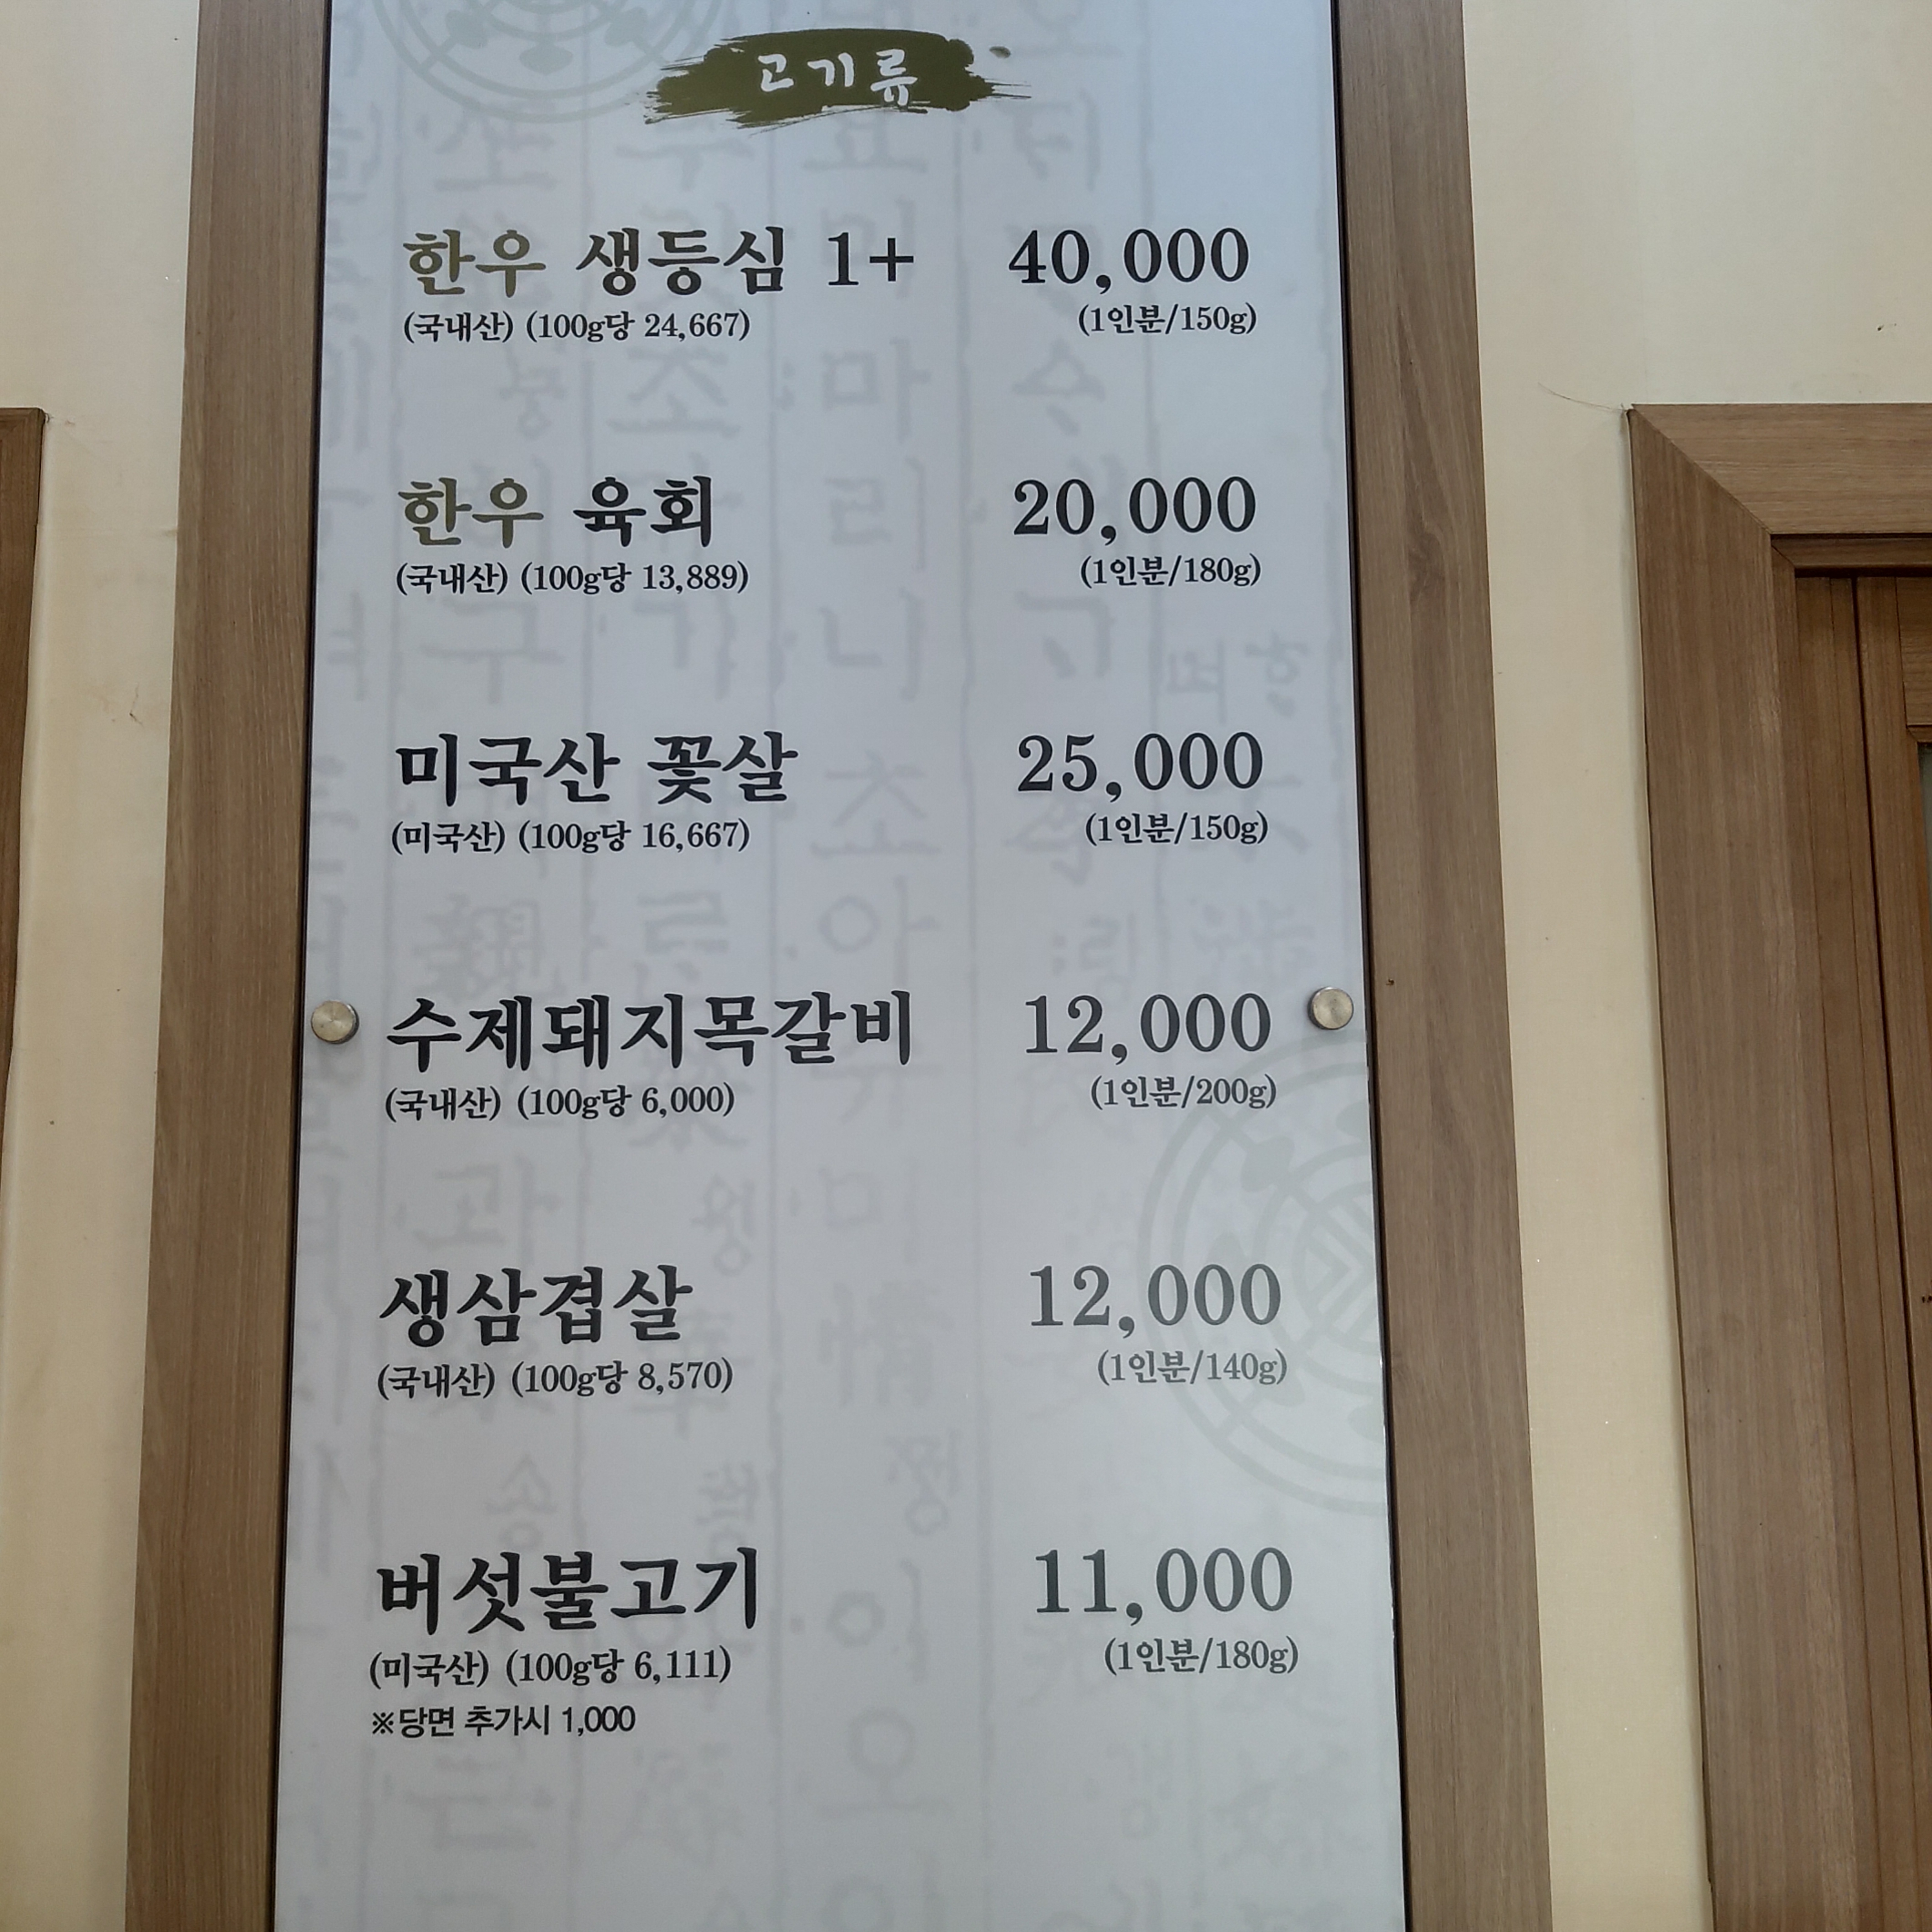 고기류
한우 생등심 1+ 40,000
(국내산) (100g당 24,667) (1인분/150g)
한우 육회 20,000
(국내산) (100g당 13,889) (1인분/180g)
미국산 꽃살 25,000
(미국산) (100g당 16,667) (1인분/150g)
수제돼지목갈비 12,000
(국내산) (100g당 6,000) (1인분/200g)
생삼겹살 12,000
(국내산) (100g당 8,570) (1인분/140g)
버섯불고기 11,000
(미국산) (100g당 6,111) (1인분/180g)
※당면 추가시 1,000